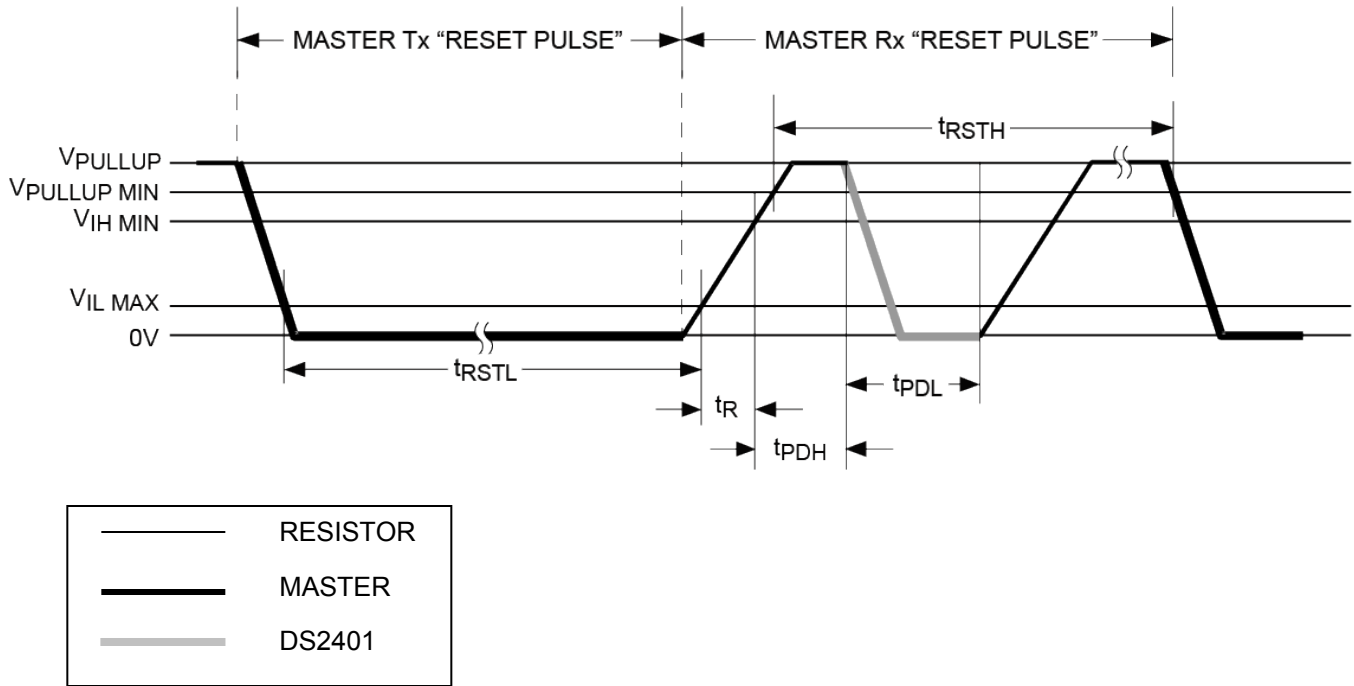 MASTER Tx “RESET PULSE”
MASTER Rx “RESET PULSE”
tRSTH
VPULLUP
VPULLUP MIN
VIH MIN
VIL MAX
0V
tRSTL
tR
tPDL
tPDH
RESISTOR
MASTER
DS2401